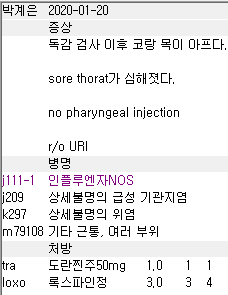 박계은 2020-01-20
증상
독감 검사 이후 코랑 목이 아프다.
sore thorat가 심해졋다.
no pharyngeal injection
r/o URI
병명
j111-1 인플루엔자NOS
j209 상세불명의 급성 기관지염
k297 상세불명의 위염
m79108 기타 근통, 여러 부위
처방
tra 도란찐주50mg 1.0 1 1
loxo 록스파인정 3.0 3 4